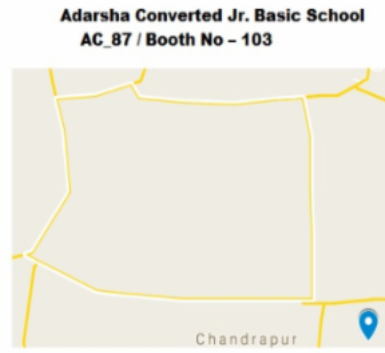 Adarsha Converted Jr. Basic School
AC_87 / Booth No – 103
Chandrapur